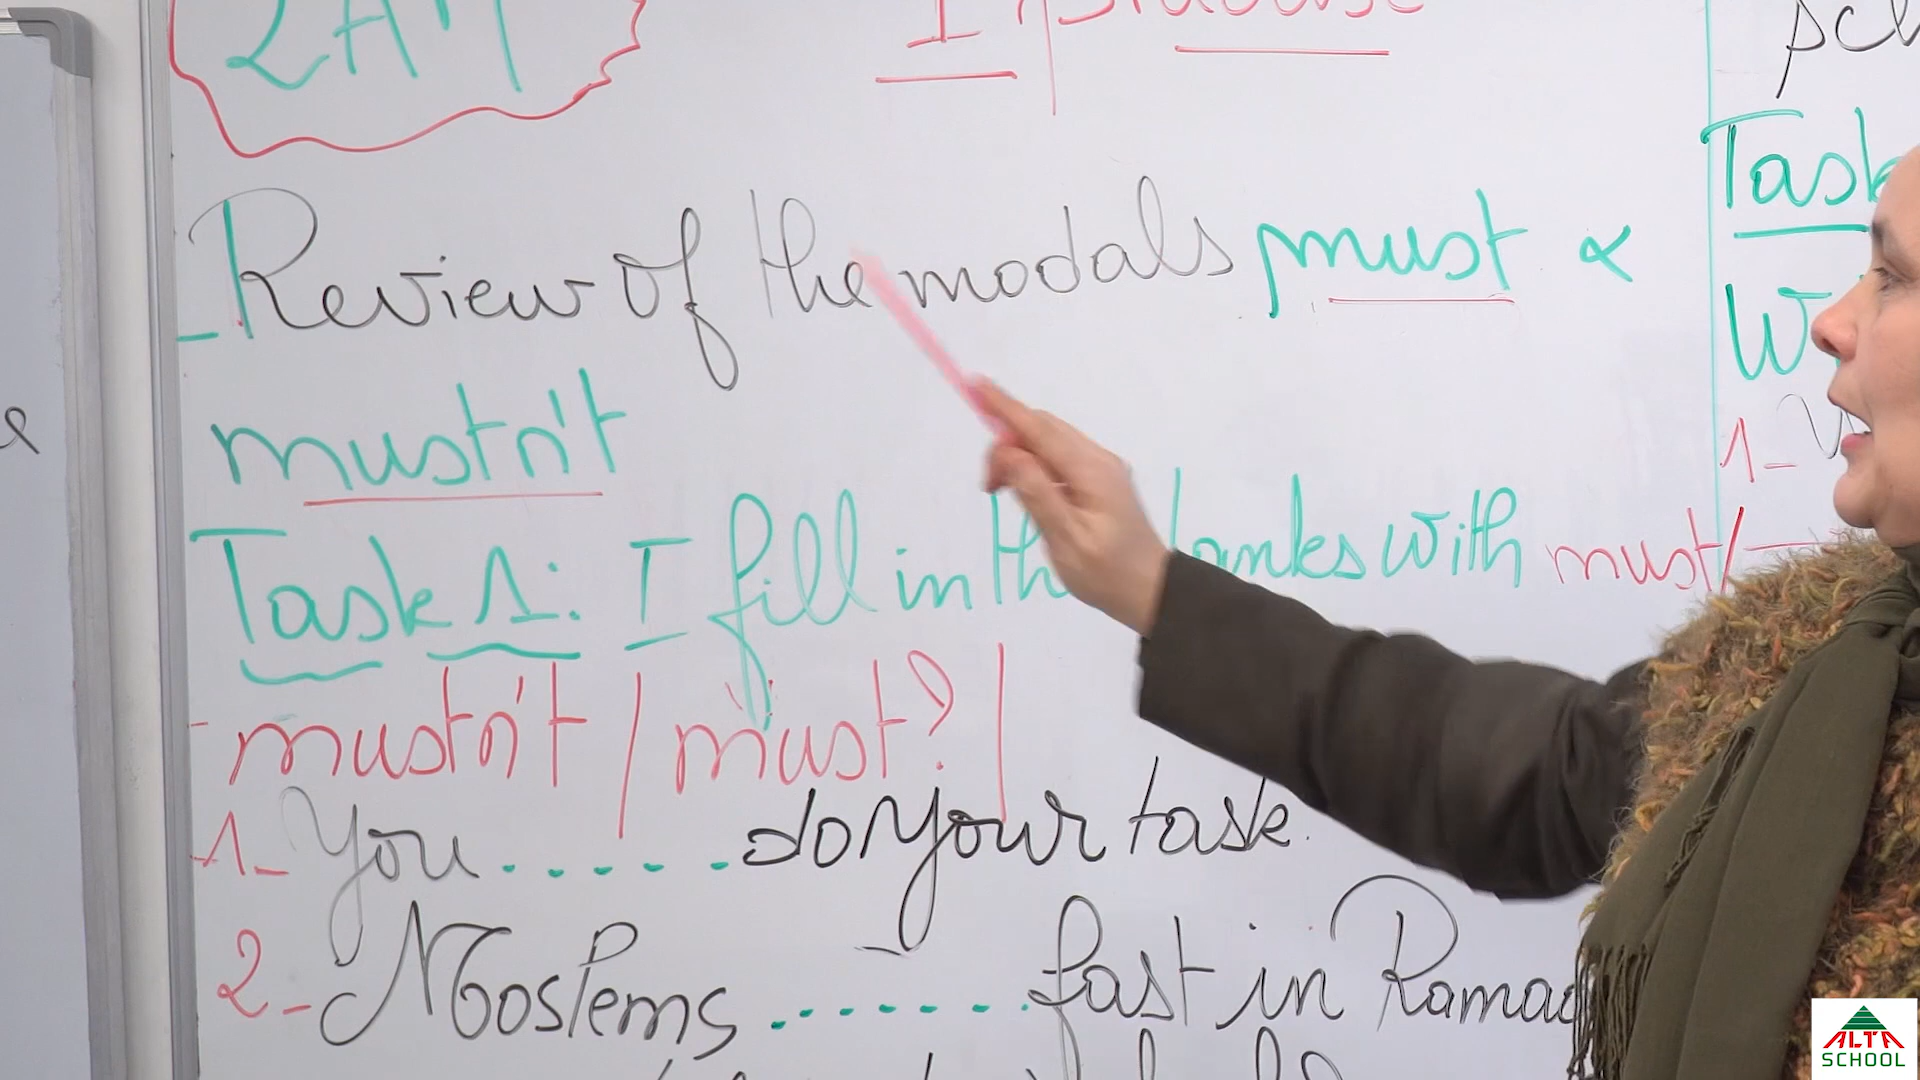 2AM
I practise
Review of the modals must &
mustn't
Task 1: I fill in the blanks with must/
mustn't / must? /
1- You ...... do your task.
2- Moslems ....... fast in Ramad
Task
1-
ALTA
SCHOOL